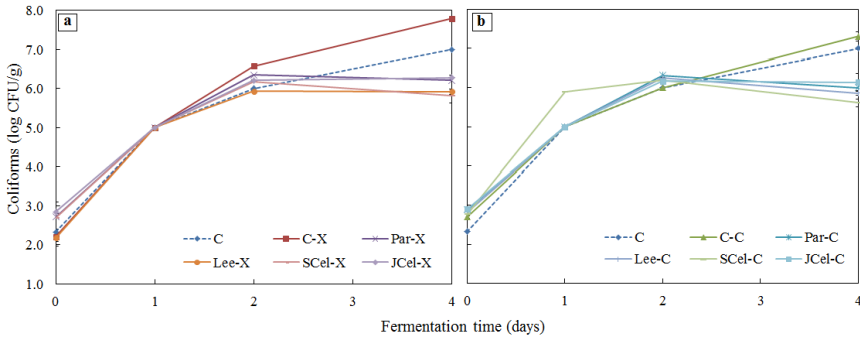 8.0
a
b
7.0
6.0
5.0
4.0
3.0
2.0
1.0
Coliforms (log CFU/g)
C C-X Par-X
Lee-X SCel-X JCel-X
C C-C Par-C
Lee-C SCel-C JCel-C
0 1 2 3 4 0 1 2 3 4
Fermentation time (days)